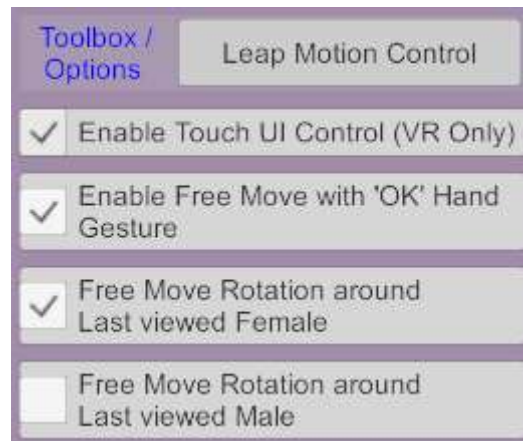 Toolbox /
Options
Leap Motion Control
Enable Touch UI Control (VR Only)
Enable Free Move with 'OK' Hand
Gesture
Free Move Rotation around
Last viewed Female
Free Move Rotation around
Last viewed Male